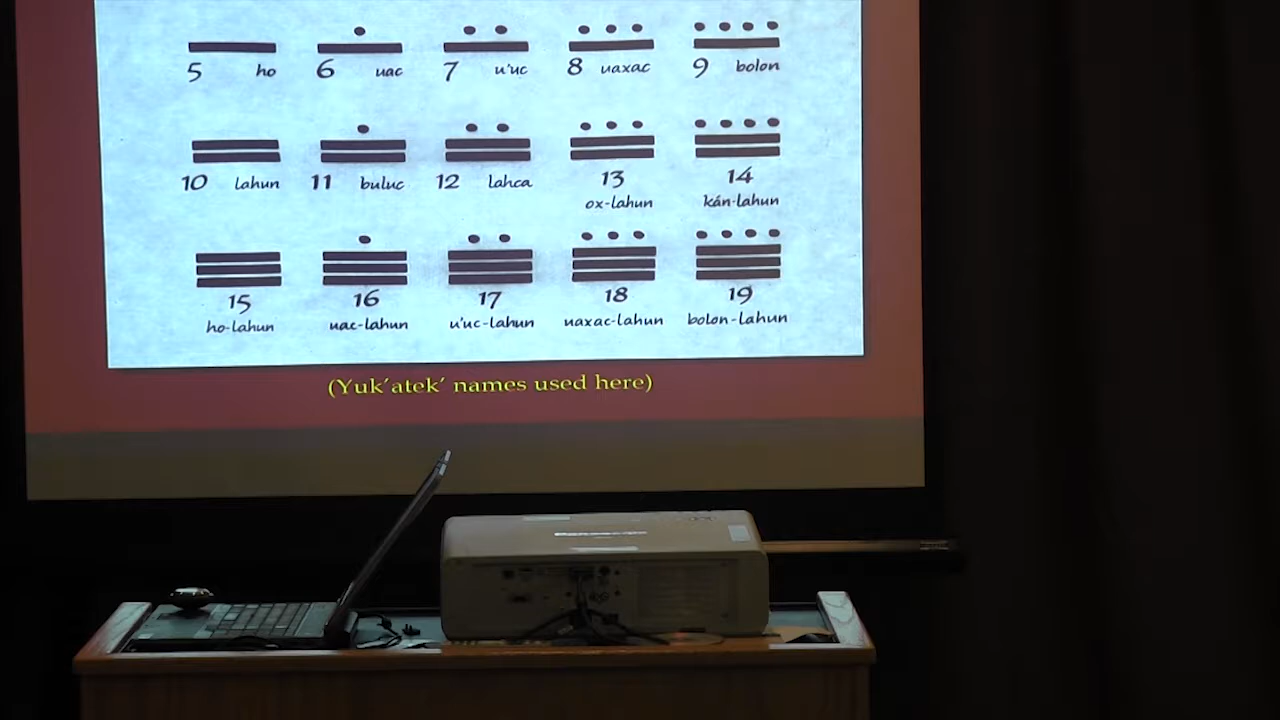 5 ho 6 uac 7 u'uc 8 uaxac 9 bolon
10 lahun 11 buluc 12 lahca 13 14
ox-lahun kán-lahun
15 16 17 18 19
ho-lahun uac-lahun u'uc-lahun uaxac-lahun bolon-lahun
(Yuk´atek´ names used here)